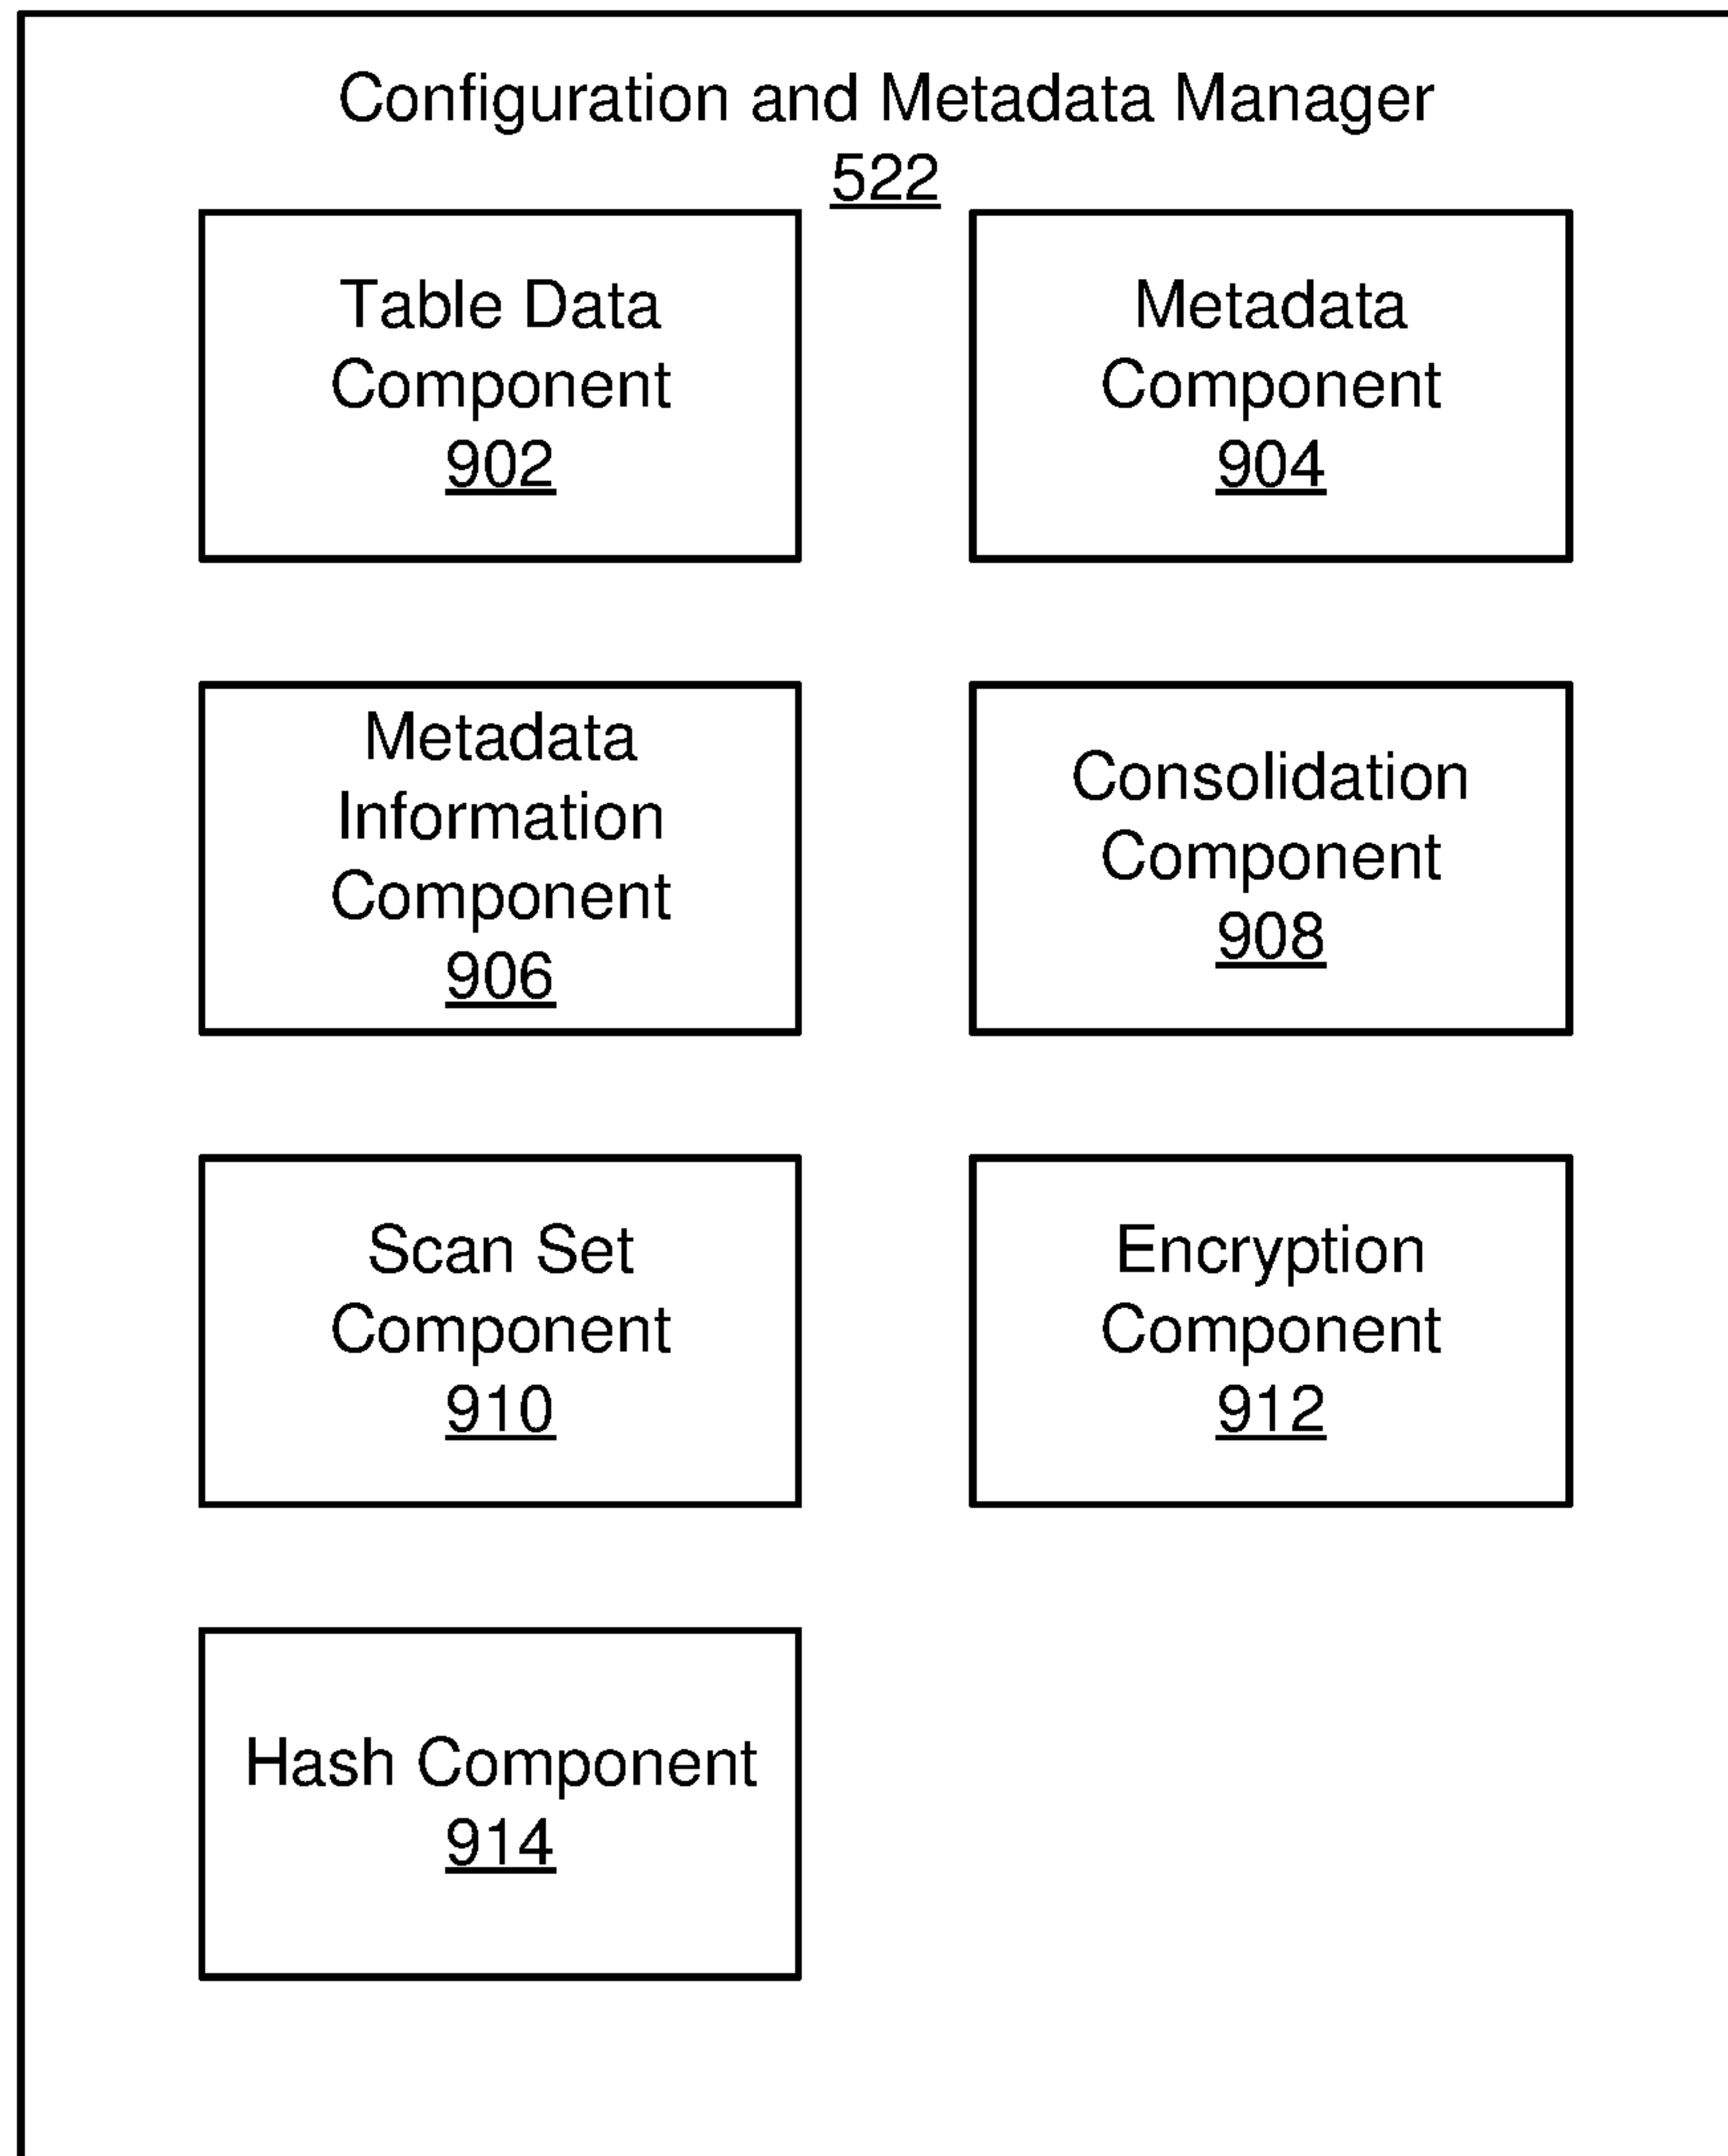 Configuration and Metadata Manager
522
Table Data
Component
902
Metadata
Component
904
Metadata
Information
Component
906
Consolidation
Component
908
Scan Set
Component
910
Encryption
Component
912
Hash Component
914